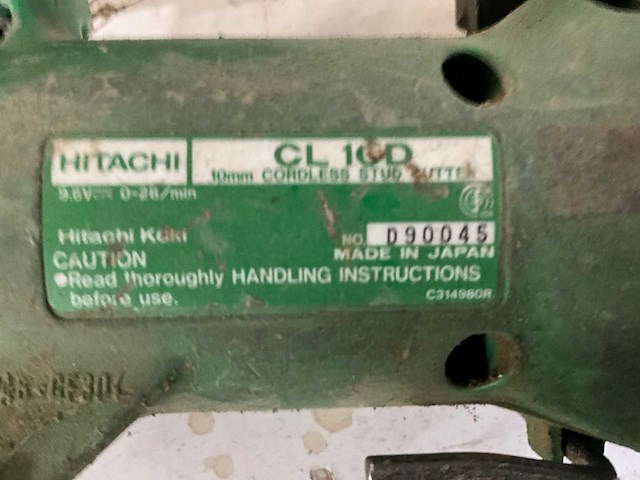 HITACHI
CL 10D
10mm CORDLESS STUD CUTTER
9.6V⎓ 0-28/min
Hitachi Koki
NO. D90045
MADE IN JAPAN
CAUTION
●Read thoroughly HANDLING INSTRUCTIONS
before use.
C314980R